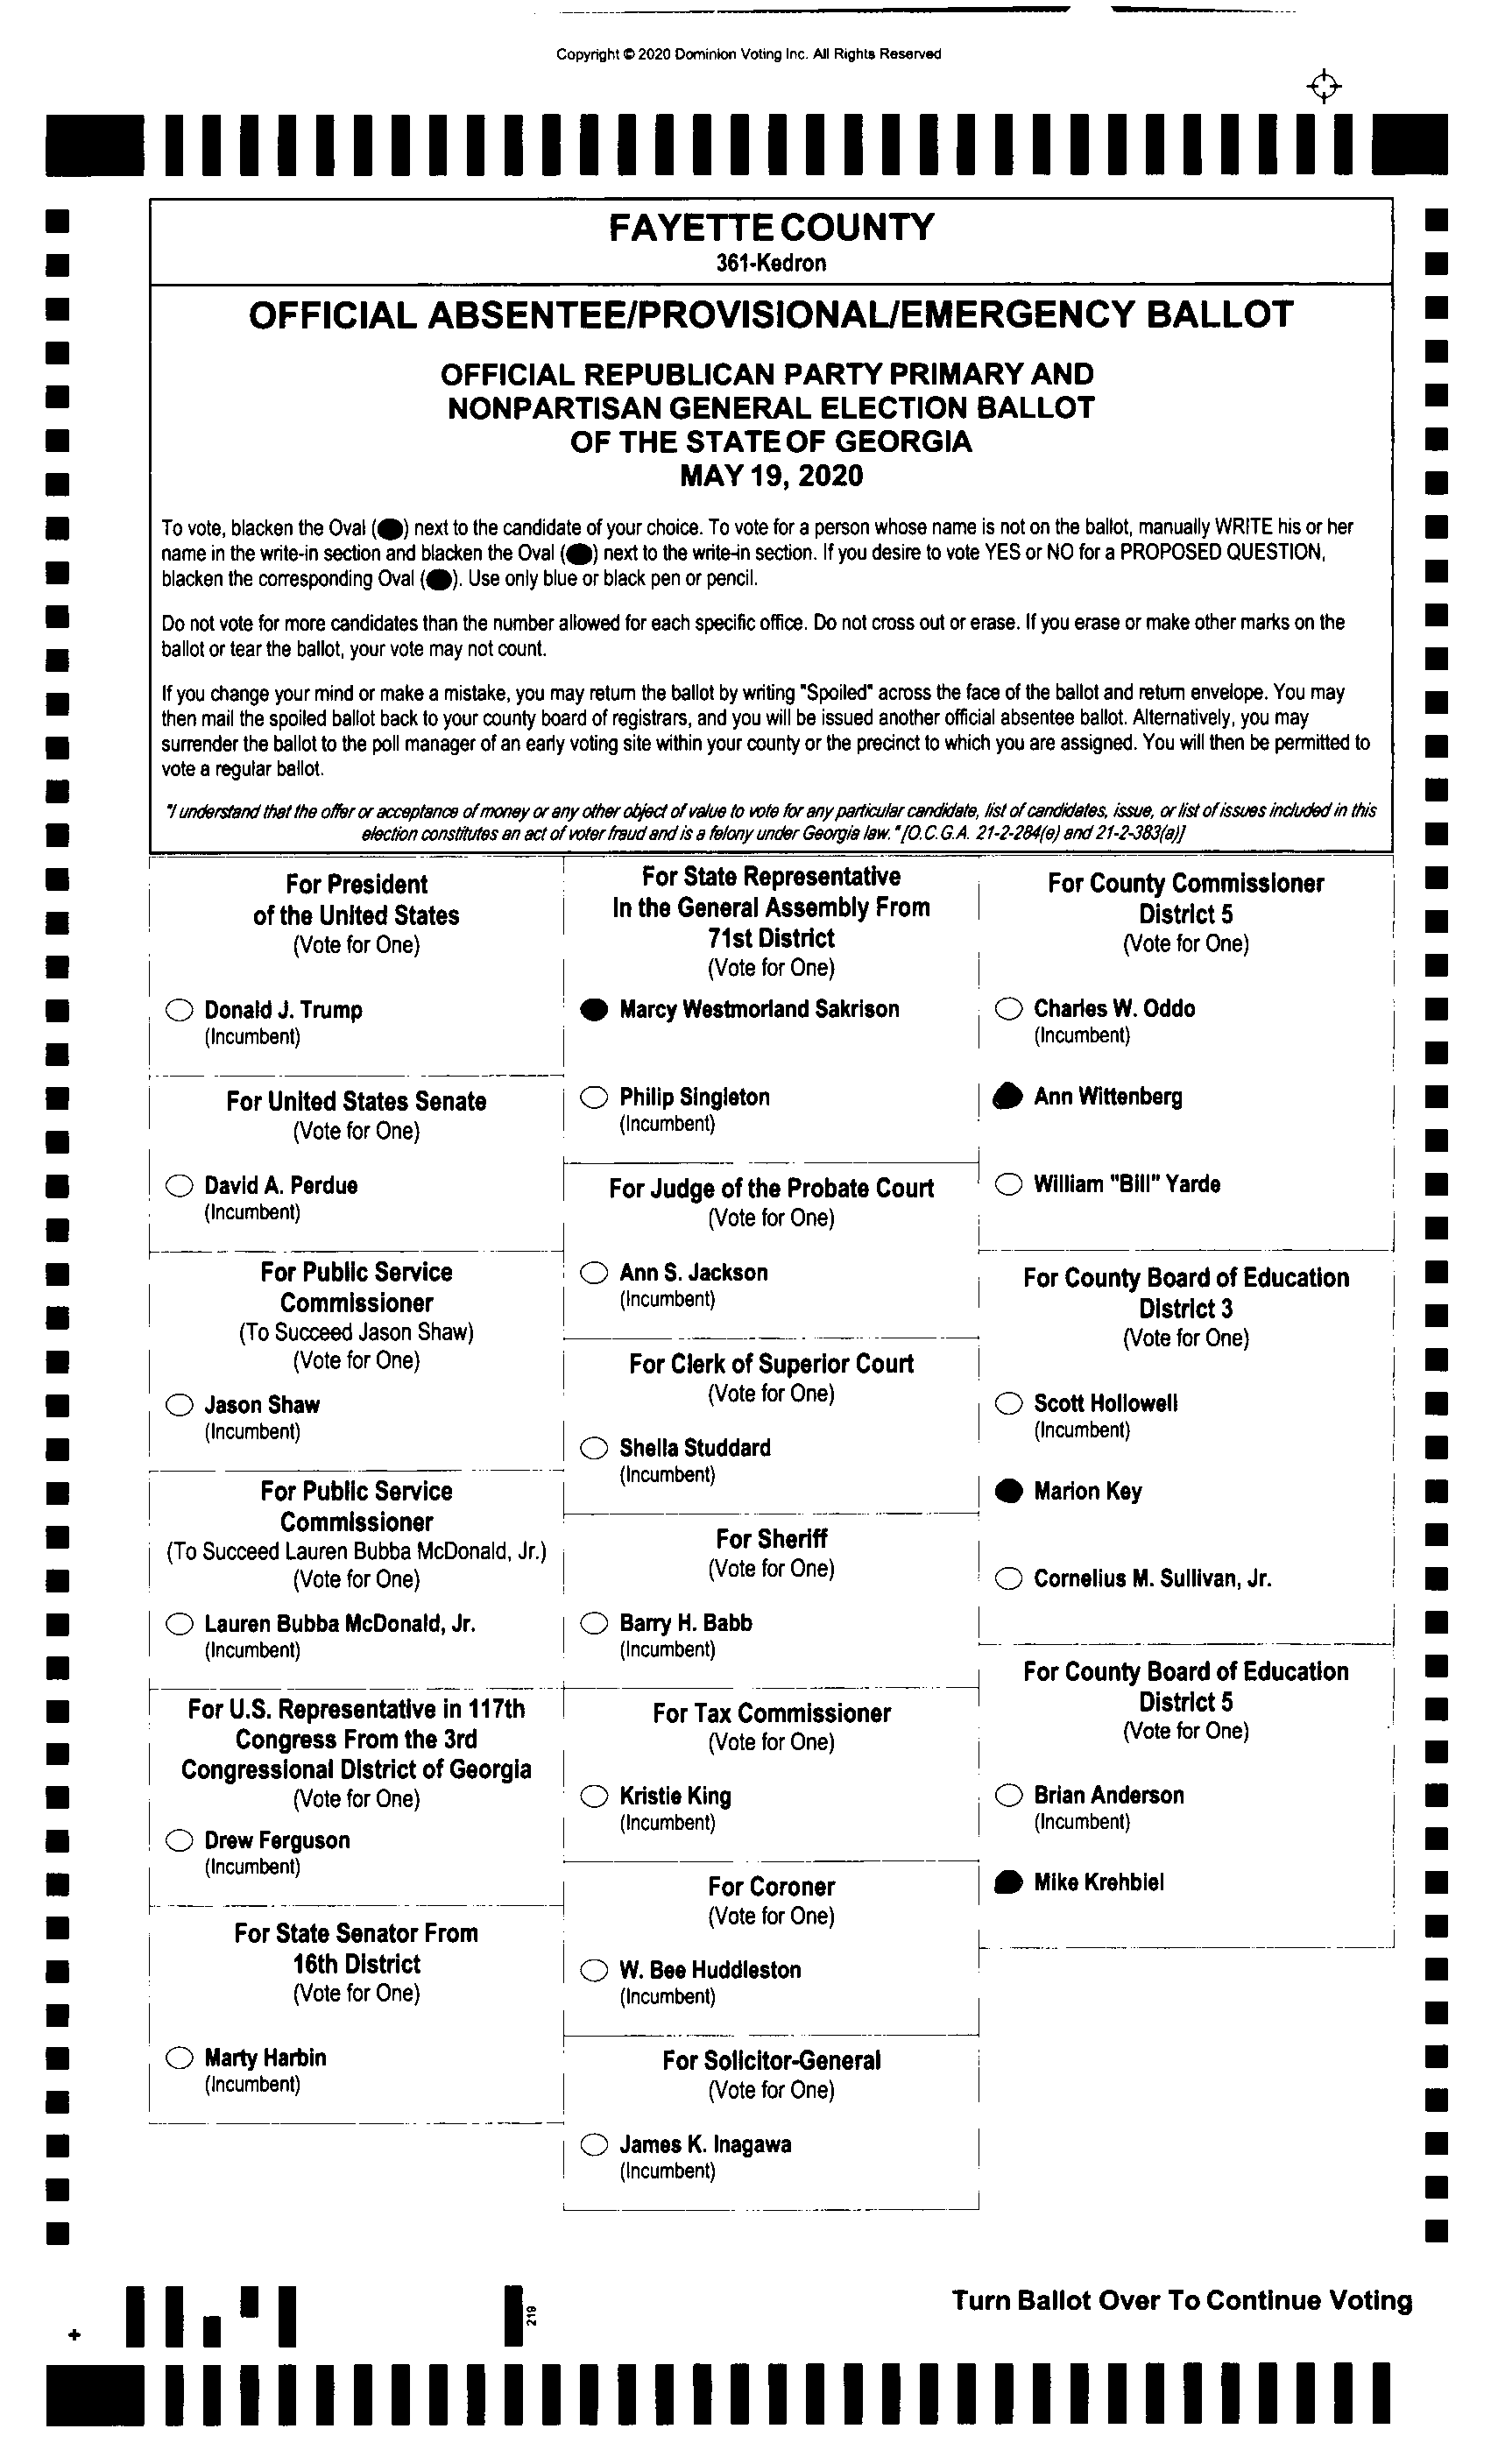 Copyright © 2020 Dominion Voting Inc. All Rights Reserved
FAYETTE COUNTY
361-Kedron
OFFICIAL ABSENTEE/PROVISIONAL/EMERGENCY BALLOT
OFFICIAL REPUBLICAN PARTY PRIMARY AND
NONPARTISAN GENERAL ELECTION BALLOT
OF THE STATE OF GEORGIA
MAY 19, 2020
To vote, blacken the Oval (●) next to the candidate of your choice. To vote for a person whose name is not on the ballot, manually WRITE his or her
name in the write-in section and blacken the Oval (●) next to the write-in section. If you desire to vote YES or NO for a PROPOSED QUESTION,
blacken the corresponding Oval (●). Use only blue or black pen or pencil.
Do not vote for more candidates than the number allowed for each specific office. Do not cross out or erase. If you erase or make other marks on the
ballot or tear the ballot, your vote may not count.
If you change your mind or make a mistake, you may return the ballot by writing "Spoiled" across the face of the ballot and return envelope. You may
then mail the spoiled ballot back to your county board of registrars, and you will be issued another official absentee ballot. Alternatively, you may
surrender the ballot to the poll manager of an early voting site within your county or the precinct to which you are assigned. You will then be permitted to
vote a regular ballot.
"I understand that the offer or acceptance of money or any other object of value to vote for any particular candidate, list of candidates, issue, or list of issues included in this
election constitutes an act of voter fraud and is a felony under Georgia law." [O.C.G.A. 21-2-284(e) and 21-2-383(a)]
For President
of the United States
(Vote for One)
Donald J. Trump
(Incumbent)
For United States Senate
(Vote for One)
David A. Perdue
(Incumbent)
For Public Service
Commissioner
(To Succeed Jason Shaw)
(Vote for One)
Jason Shaw
(Incumbent)
For Public Service
Commissioner
(To Succeed Lauren Bubba McDonald, Jr.)
(Vote for One)
Lauren Bubba McDonald, Jr.
(Incumbent)
For U.S. Representative in 117th
Congress From the 3rd
Congressional District of Georgia
(Vote for One)
Drew Ferguson
(Incumbent)
For State Senator From
16th District
(Vote for One)
Marty Harbin
(Incumbent)
For State Representative
In the General Assembly From
71st District
(Vote for One)
Marcy Westmorland Sakrison
Philip Singleton
(Incumbent)
For Judge of the Probate Court
(Vote for One)
Ann S. Jackson
(Incumbent)
For Clerk of Superior Court
(Vote for One)
Sheila Studdard
(Incumbent)
For Sheriff
(Vote for One)
Barry H. Babb
(Incumbent)
For Tax Commissioner
(Vote for One)
Kristie King
(Incumbent)
For Coroner
(Vote for One)
W. Bee Huddleston
(Incumbent)
For Solicitor-General
(Vote for One)
James K. Inagawa
(Incumbent)
For County Commissioner
District 5
(Vote for One)
Charles W. Oddo
(Incumbent)
Ann Wittenberg
William "Bill" Yarde
For County Board of Education
District 3
(Vote for One)
Scott Hollowell
(Incumbent)
Marion Key
Cornelius M. Sullivan, Jr.
For County Board of Education
District 5
(Vote for One)
Brian Anderson
(Incumbent)
Mike Krehbiel
Turn Ballot Over To Continue Voting
219